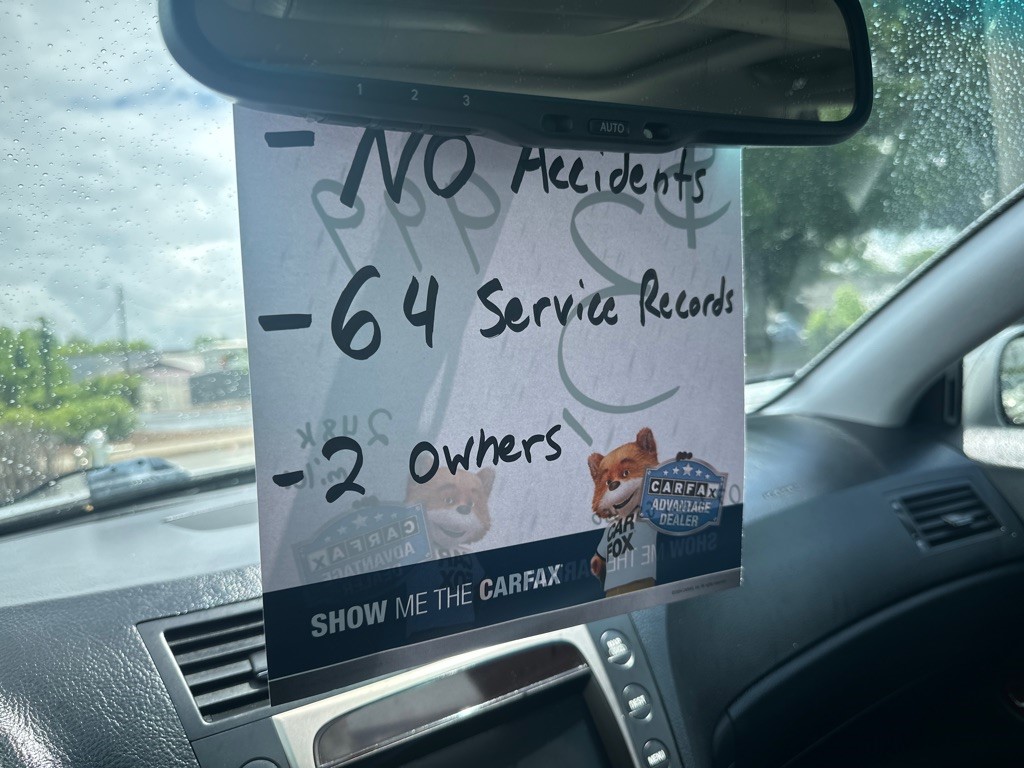 1 2 3
AUTO
- NO Accidents
- 64 Service Records
- 2 owners
CARFAX
ADVANTAGE
DEALER
CAR
FOX
SHOW ME THE CARFAX
MENU